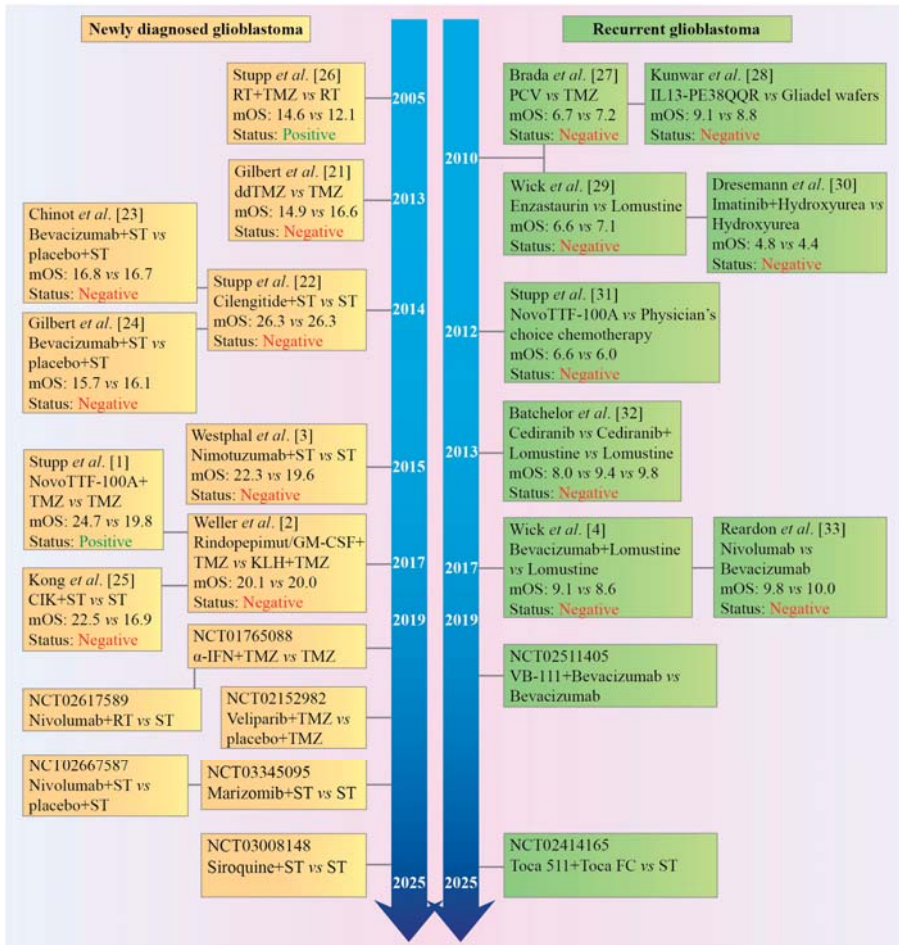 Newly diagnosed glioblastoma
Stupp et al. [26]
RT+TMZ vs RT
mOS: 14.6 vs 12.1
Status: Positive
Gilbert et al. [21]
ddTMZ vs TMZ
mOS: 14.9 vs 16.6
Status: Negative
Chinot et al. [23]
Bevacizumab+ST vs
placebo+ST
mOS: 16.8 vs 16.7
Status: Negative
Stupp et al. [22]
Cilengitide+ST vs ST
mOS: 26.3 vs 26.3
Status: Negative
Gilbert et al. [24]
Bevacizumab+ST vs
placebo+ST
mOS: 15.7 vs 16.1
Status: Negative
Westphal et al. [3]
Nimotuzumab+ST vs ST
mOS: 22.3 vs 19.6
Status: Negative
Stupp et al. [1]
NovoTTF-100A+
TMZ vs TMZ
mOS: 24.7 vs 19.8
Status: Positive
Weller et al. [2]
Rindopepimut/GM-CSF+
TMZ vs KLH+TMZ
mOS: 20.1 vs 20.0
Status: Negative
Kong et al. [25]
CIK+ST vs ST
mOS: 22.5 vs 16.9
Status: Negative
NCT01765088
α-IFN+TMZ vs TMZ
NCT02617589
Nivolumab+RT vs ST
NCT02152982
Veliparib+TMZ vs
placebo+TMZ
NCT02667587
Nivolumab+ST vs
placebo+ST
NCT03345095
Marizomib+ST vs ST
NCT03008148
Siroquine+ST vs ST
2005
2013
2014
2015
2017
2019
2025
2010
2012
2013
2017
2019
2025
Recurrent glioblastoma
Brada et al. [27]
PCV vs TMZ
mOS: 6.7 vs 7.2
Status: Negative
Kunwar et al. [28]
IL13-PE38QQR vs Gliadel wafers
mOS: 9.1 vs 8.8
Status: Negative
Wick et al. [29]
Enzastaurin vs Lomustine
mOS: 6.6 vs 7.1
Status: Negative
Dresemann et al. [30]
Imatinib+Hydroxyurea vs
Hydroxyurea
mOS: 4.8 vs 4.4
Status: Negative
Stupp et al. [31]
NovoTTF-100A vs Physician's
choice chemotherapy
mOS: 6.6 vs 6.0
Status: Negative
Batchelor et al. [32]
Cediranib vs Cediranib+
Lomustine vs Lomustine
mOS: 8.0 vs 9.4 vs 9.8
Status: Negative
Wick et al. [4]
Bevacizumab+Lomustine
vs Lomustine
mOS: 9.1 vs 8.6
Status: Negative
Reardon et al. [33]
Nivolumab vs
Bevacizumab
mOS: 9.8 vs 10.0
Status: Negative
NCT02511405
VB-111+Bevacizumab vs
Bevacizumab
NCT02414165
Toca 511+Toca FC vs ST